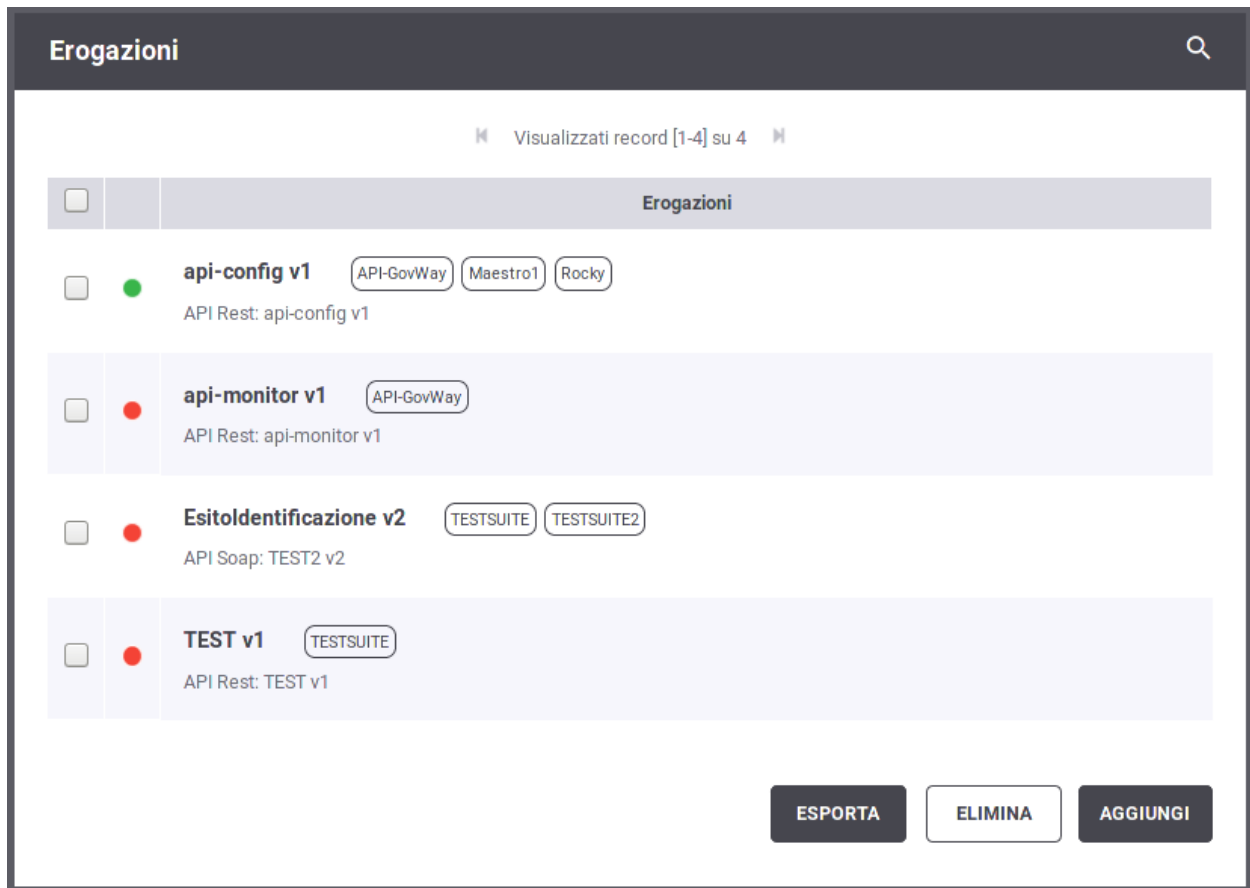 Erogazioni
Visualizzati record [1-4] su 4
Erogazioni
api-config v1 API-GovWay Maestro1 Rocky
API Rest: api-config v1
api-monitor v1 API-GovWay
API Rest: api-monitor v1
EsitoIdentificazione v2 TESTSUITE TESTSUITE2
API Soap: TEST2 v2
TEST v1 TESTSUITE
API Rest: TEST v1
ESPORTA ELIMINA AGGIUNGI